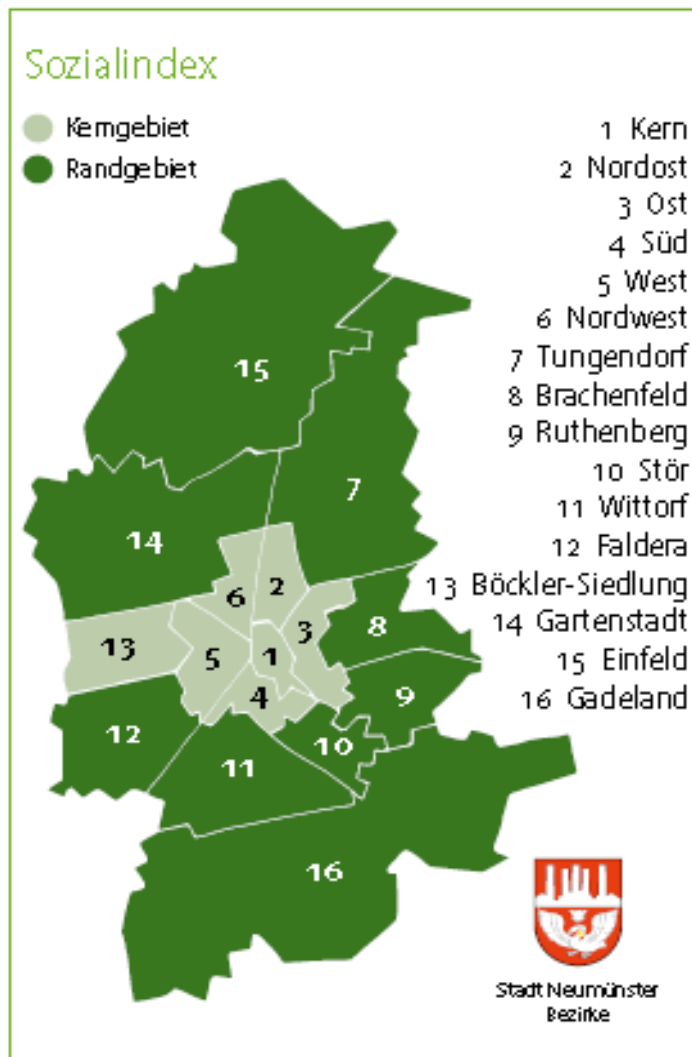 Sozialindex
Kerngebiet
Randgebiet
1 Kern
2 Nordost
3 Ost
4 Süd
5 West
6 Nordwest
7 Tungendorf
8 Brachenfeld
9 Ruthenberg
10 Stör
11 Wittorf
12 Faldera
13 Böckler-Siedlung
14 Gartenstadt
15 Einfeld
16 Gadeland
15
7
14
2
6
3
8
13
5
1
4
9
12
10
11
16
Stadt Neumünster
Bezirke